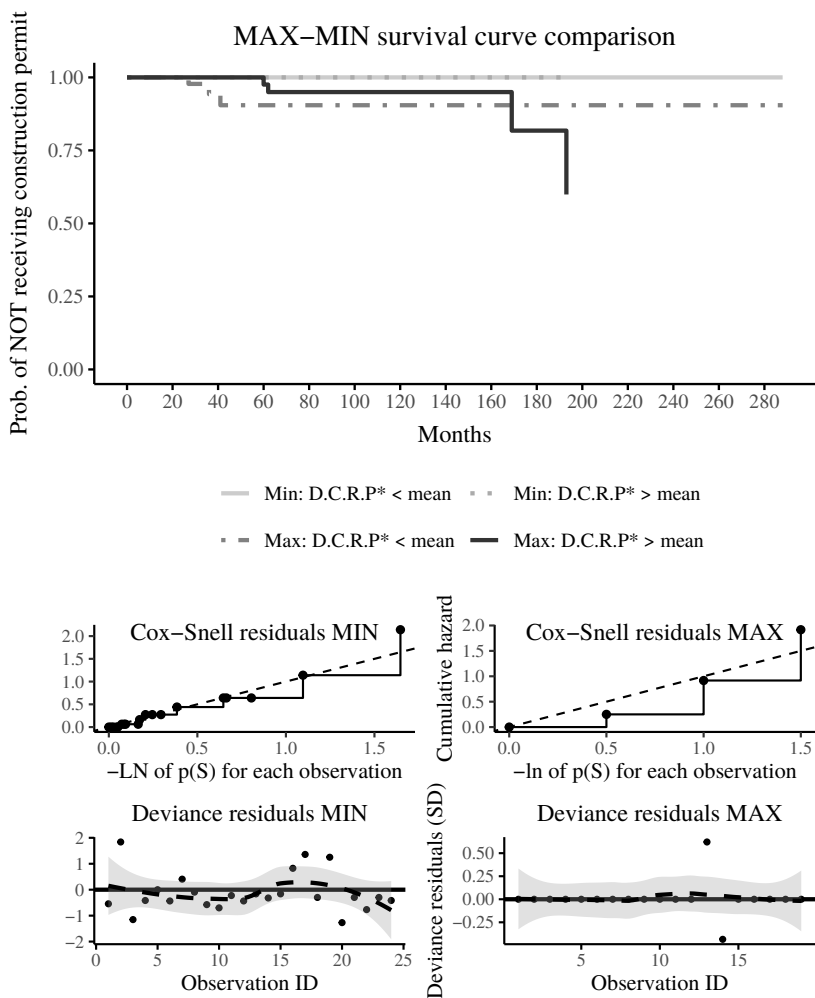 MAX−MIN survival curve comparison
Prob. of NOT receiving construction permit
1.00
0.75
0.50
0.25
0.00
0 20 40 60 80 100 120 140 160 180 200 220 240 260 280
Months
Min: D.C.R.P* < mean Min: D.C.R.P* > mean
Max: D.C.R.P* < mean Max: D.C.R.P* > mean
Cox−Snell residuals MIN
2.0
1.5
1.0
0.5
0.0
0.0 0.5 1.0 1.5
−LN of p(S) for each observation
Cox−Snell residuals MAX
Cumulative hazard
2.0
1.5
1.0
0.5
0.0
0.0 0.5 1.0 1.5
−ln of p(S) for each observation
Deviance residuals MIN
2
1
0
−1
−2
0 5 10 15 20 25
Observation ID
Deviance residuals MAX
Deviance residuals (SD)
0.50
0.25
0.00
−0.25
5 10 15
Observation ID